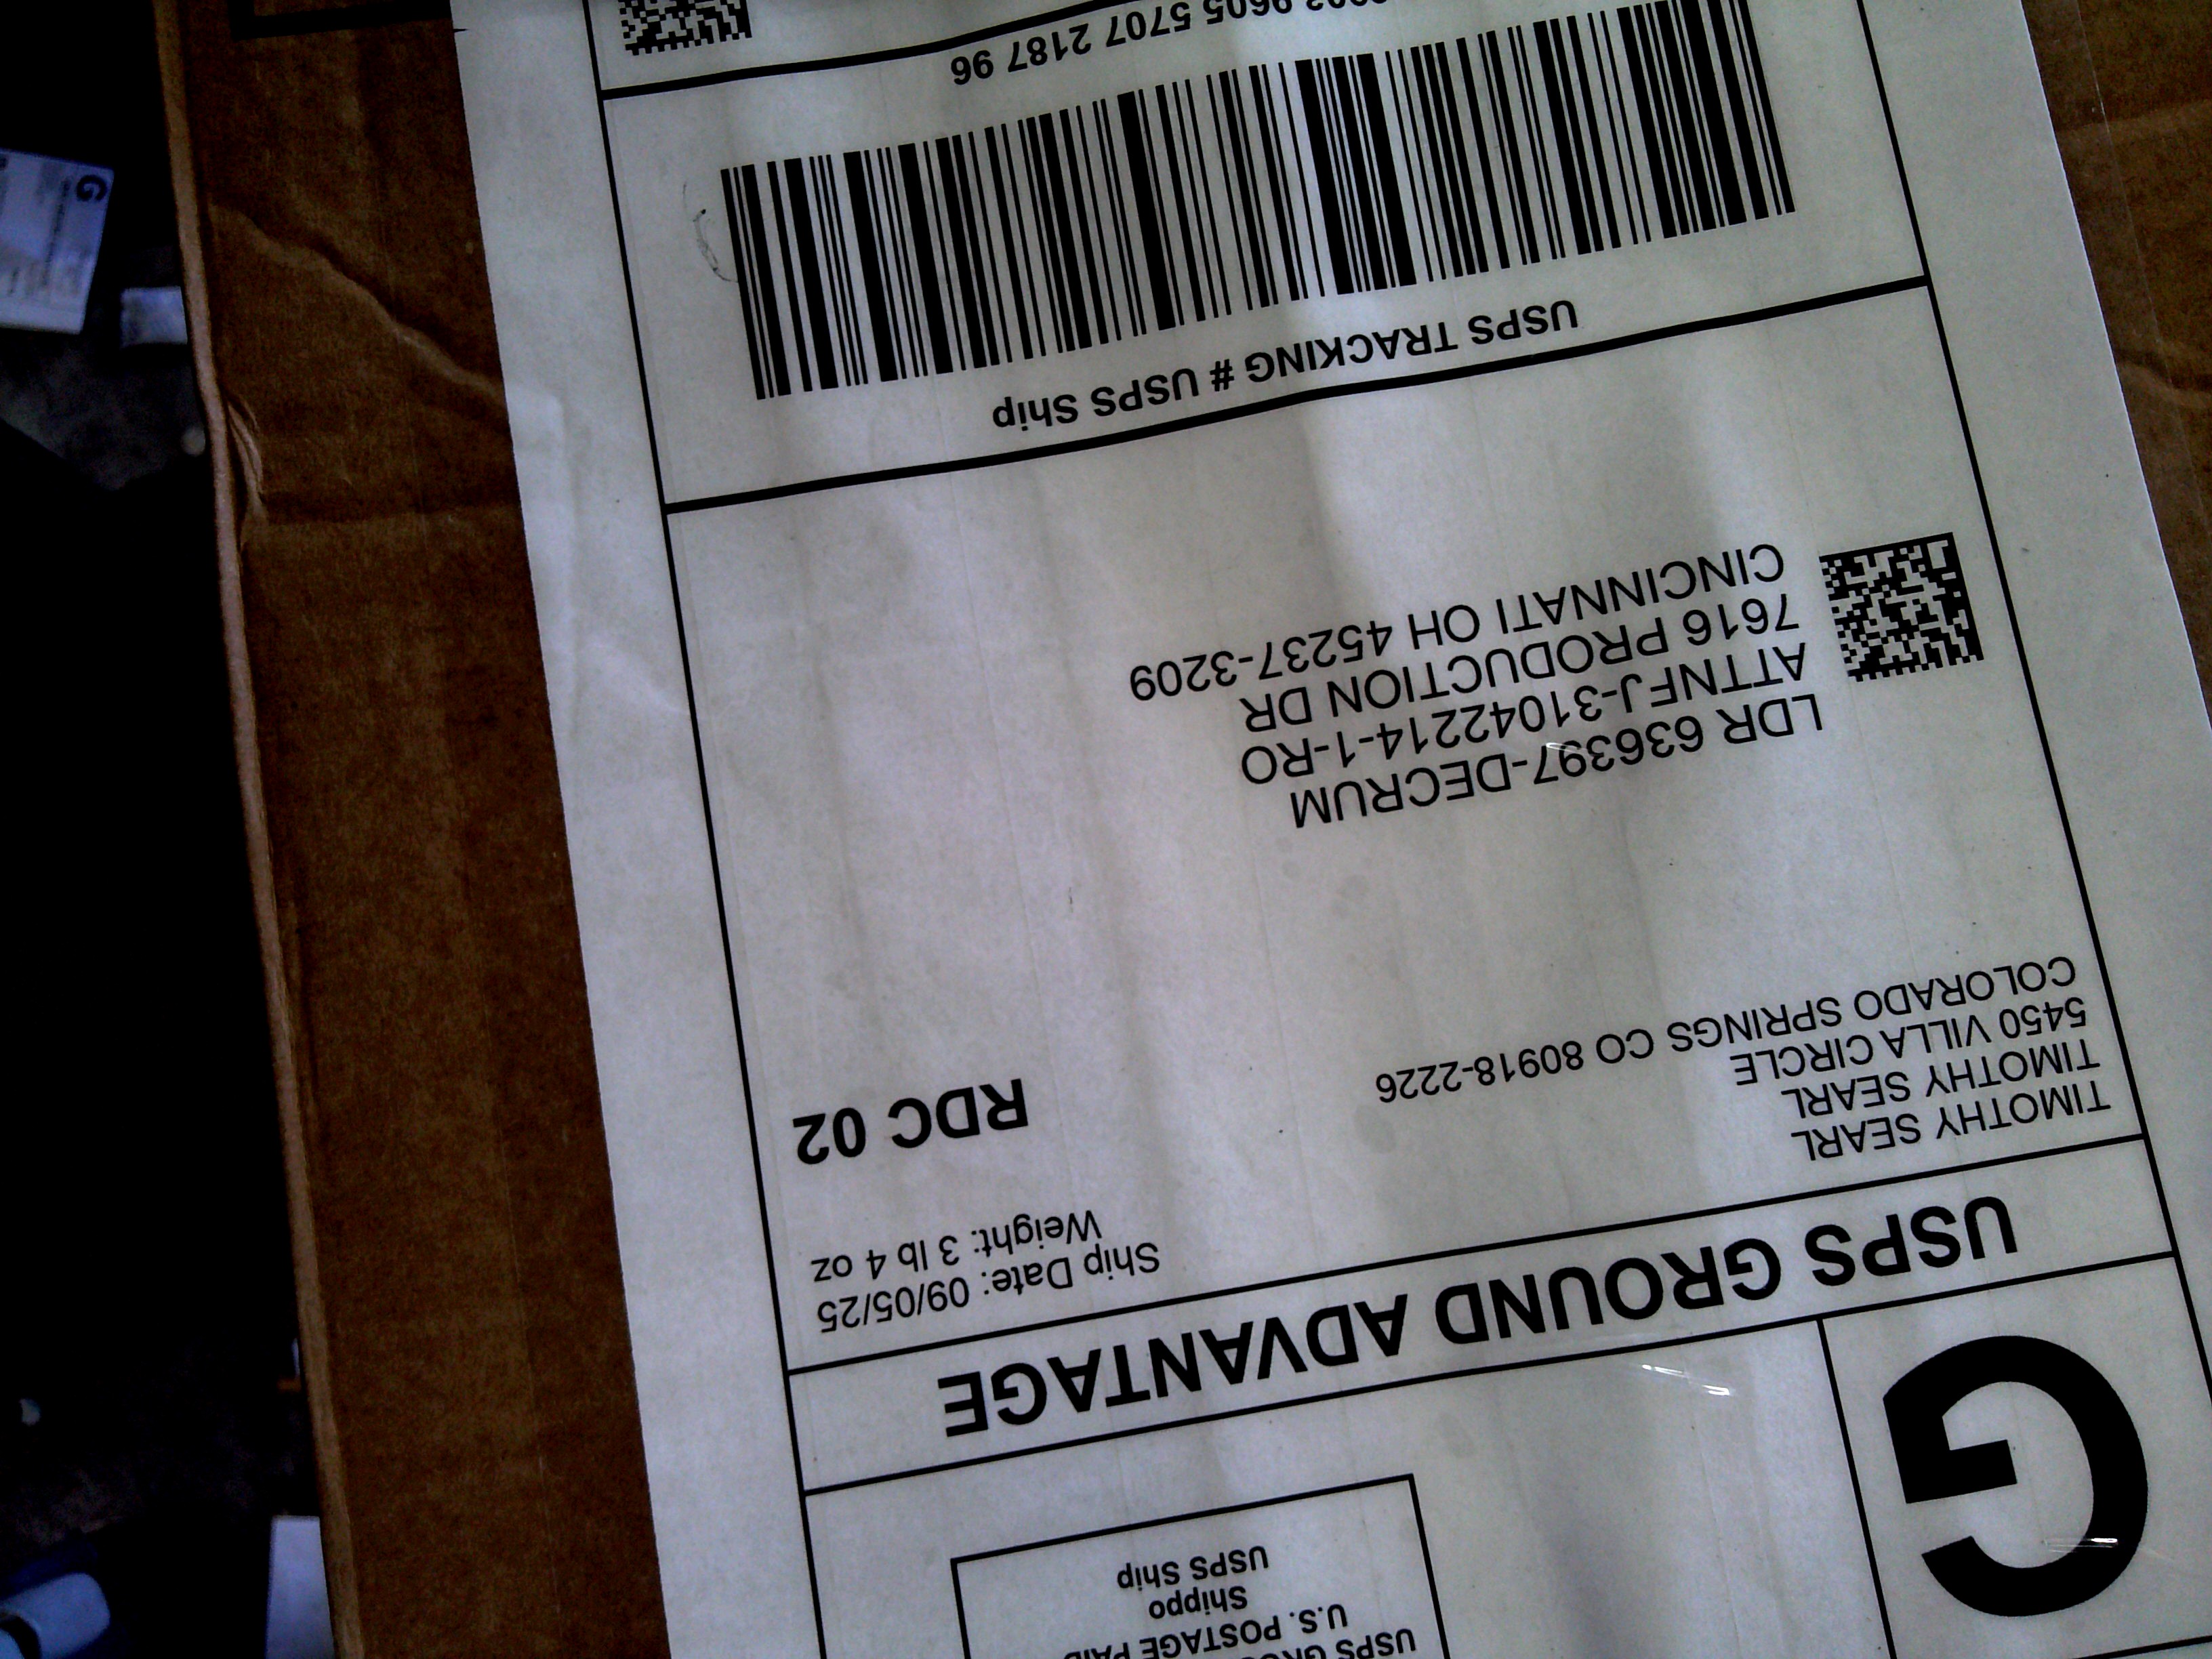 G
USPS
U.S. POSTAGE PAID
Shippo
USPS Ship
USPS GROUND ADVANTAGE
TIMOTHY SEARL
TIMOTHY SEARL
5450 VILLA CIRCLE
COLORADO SPRINGS CO 80918-2226
Ship Date: 09/05/25
Weight: 3 lb 4 oz
RDC 02
LDR 636397-DECRUM
ATTNFJ-31042214-1-RO
7616 PRODUCTION DR
CINCINNATI OH 45237-3209
USPS TRACKING # USPS Ship
9605 5707 2187 96
G